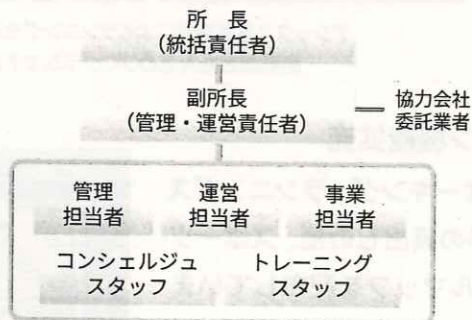 所　長
（統括責任者）
副所長
（管理・運営責任者）
協力会社
委託業者
管理
担当者
運営
担当者
事業
担当者
コンシェルジュ
スタッフ
トレーニング
スタッフ